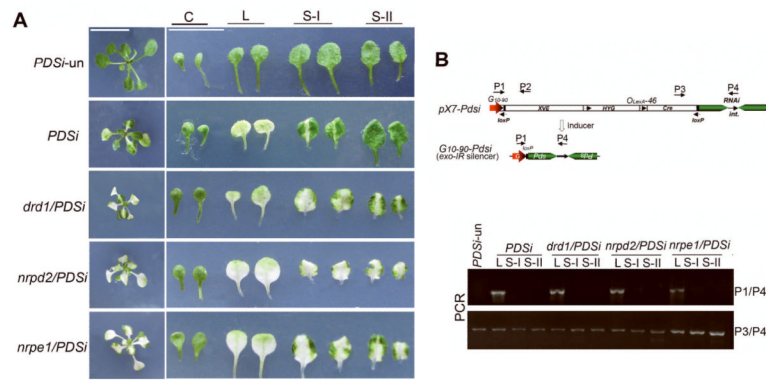 A
C L S-I S-II
PDSi-un
PDSi
drd1/PDSi
nrpd2/PDSi
nrpe1/PDSi
B
P1 P2 P3 P4
G10-90 OLexA-46 RNAi
pX7-Pdsi
XVE HYG Cre
loxP loxP int.
Inducer
P1 loxP P4
G10-90-Pdsi
Pds
(exo-IR silencer)
PDSi-un
PDSi drd1/PDSi nrpd2/PDSi nrpe1/PDSi
L S-I S-II L S-I S-II L S-I S-II L S-I S-II
PCR
P1/P4
P3/P4